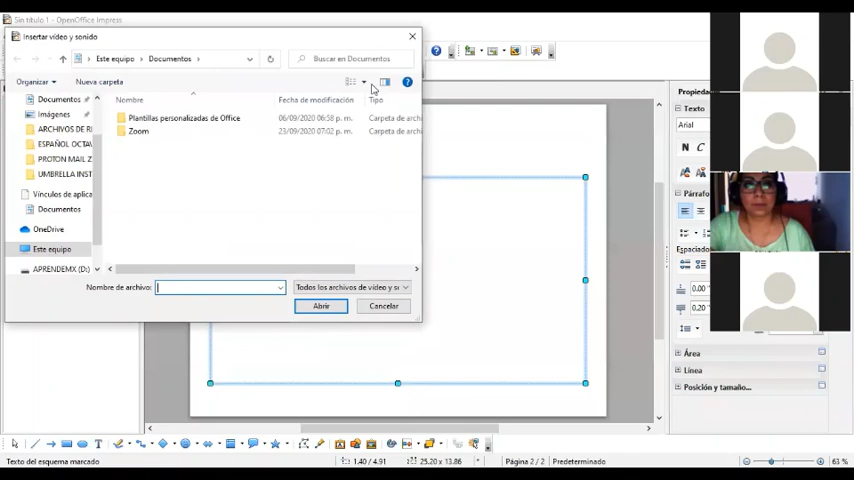 Sin título 1 - OpenOffice Impress
Insertar vídeo y sonido
Este equipo > Documentos >
Buscar en Documentos
Organizar
Nueva carpeta
Documentos
Imágenes
ARCHIVOS DE RE
ESPAÑOL OCTAV
PROTON MAIL Z
UMBRELLA INST
Vínculos de aplica
Documentos
OneDrive
Este equipo
APRENDEMX (D:)
Nombre
Fecha de modificación
Tipo
Plantillas personalizadas de Office
06/09/2020 06:58 p. m.
Carpeta de archi
Zoom
23/09/2020 07:02 p. m.
Carpeta de archi
Nombre de archivo:
Todos los archivos de vídeo y so
Abrir
Cancelar
Propieda
Texto
Arial
N C
Párrafo
Espaciado
0.00
0.20
Área
Línea
Posición y tamaño...
Texto del esquema marcado
1.40 / 4.91
25.20 x 13.86
*
Página 2 / 2
Predeterminado
63 %